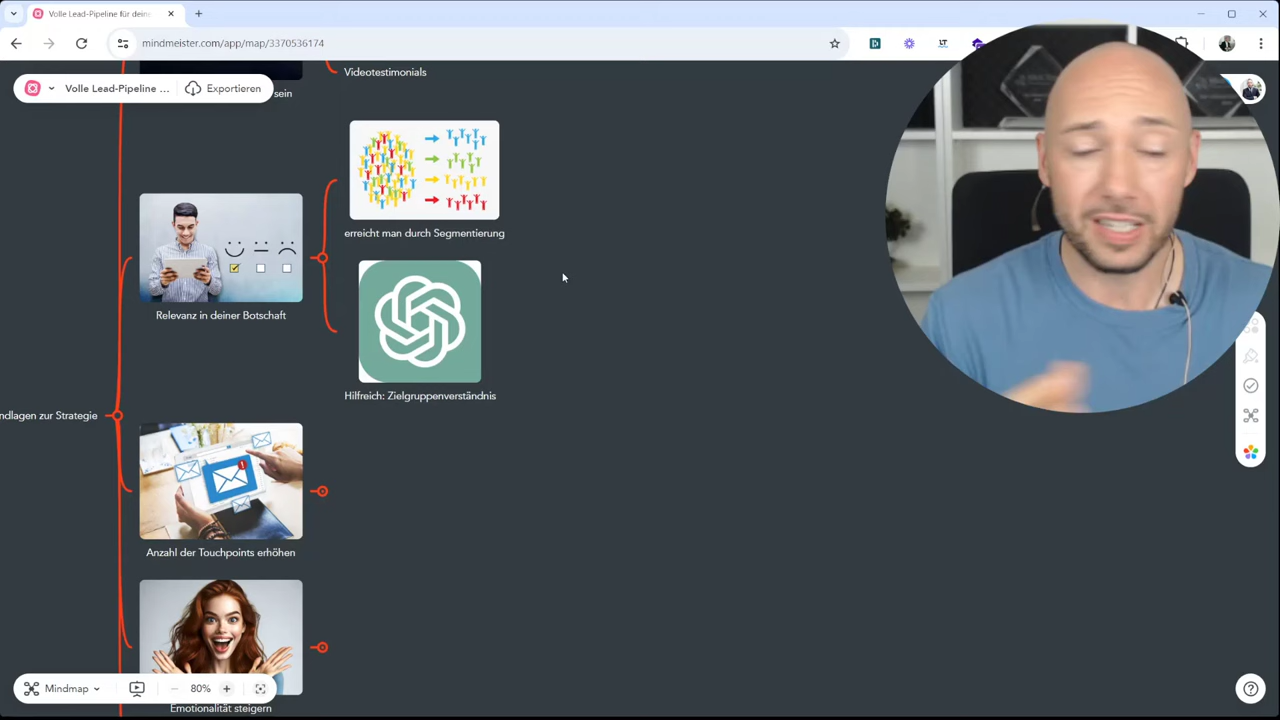 Volle Lead-Pipeline für deine
mindmeister.com/app/map/3370536174
LT
Videotestimonials
Volle Lead-Pipeline ...
Exportieren
sein
erreicht man durch Segmentierung
Relevanz in deiner Botschaft
Hilfreich: Zielgruppenverständnis
ndlagen zur Strategie
Anzahl der Touchpoints erhöhen
Mindmap
80%
Emotionalität steigern